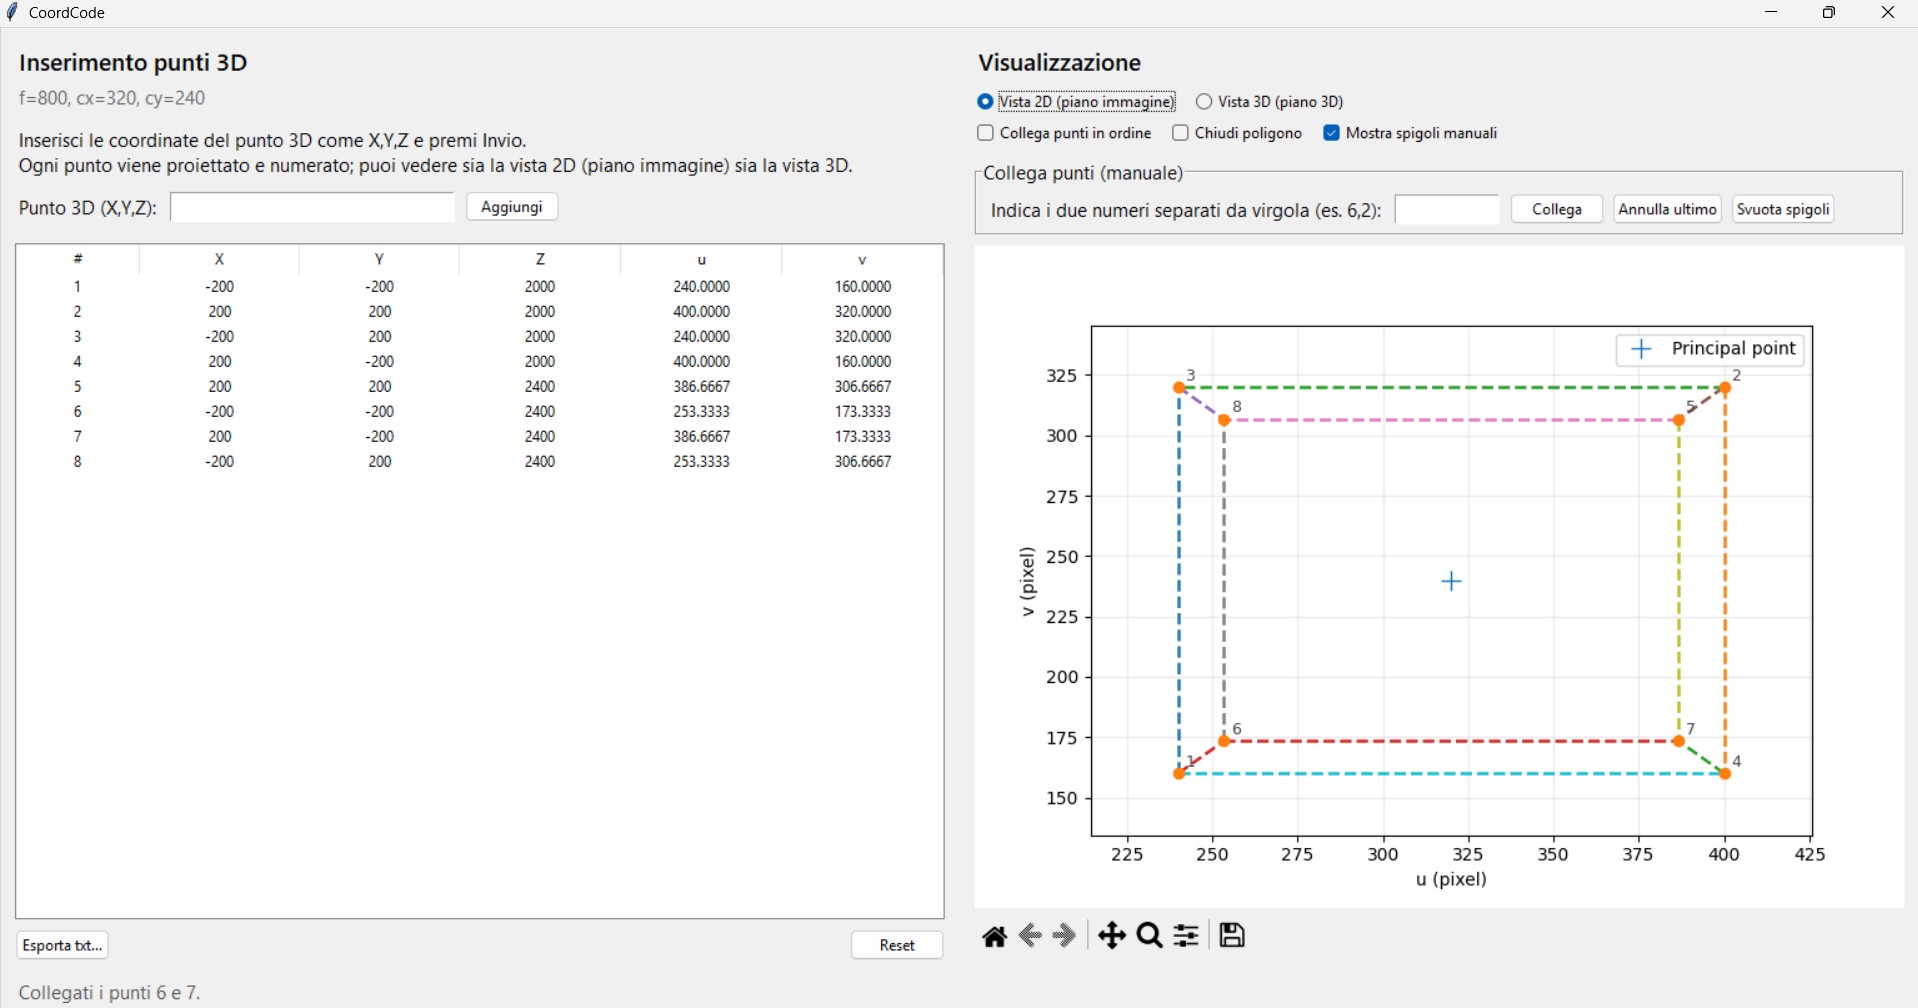 CoordCode
Inserimento punti 3D
f=800, cx=320, cy=240
Inserisci le coordinate del punto 3D come X,Y,Z e premi Invio.
Ogni punto viene proiettato e numerato; puoi vedere sia la vista 2D (piano immagine) sia la vista 3D.
Punto 3D (X,Y,Z):
Aggiungi
# X Y Z u v
1 -200 -200 2000 240.0000 160.0000
2 200 200 2000 400.0000 320.0000
3 -200 200 2000 240.0000 320.0000
4 200 -200 2000 400.0000 160.0000
5 200 200 2400 386.6667 306.6667
6 -200 -200 2400 253.3333 173.3333
7 200 -200 2400 386.6667 173.3333
8 -200 200 2400 253.3333 306.6667
Esporta txt...
Reset
Collegati i punti 6 e 7.
Visualizzazione
Vista 2D (piano immagine) Vista 3D (piano 3D)
Collega punti in ordine Chiudi poligono Mostra spigoli manuali
Collega punti (manuale)
Indica i due numeri separati da virgola (es. 6,2): Collega Annulla ultimo Svuota spigoli
Principal point
3 2
8 5
6 7
1 4
325
300
275
250
225
200
175
150
v (pixel)
225 250 275 300 325 350 375 400 425
u (pixel)